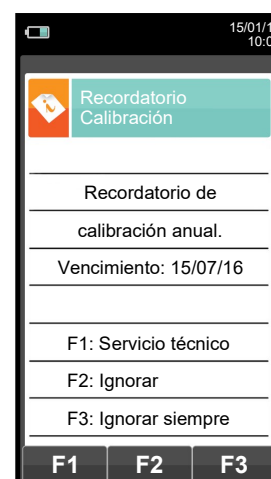 15/01/1
10:0
Recordatorio
Calibración
Recordatorio de
calibración anual.
Vencimiento: 15/07/16
F1: Servicio técnico
F2: Ignorar
F3: Ignorar siempre
F1 F2 F3